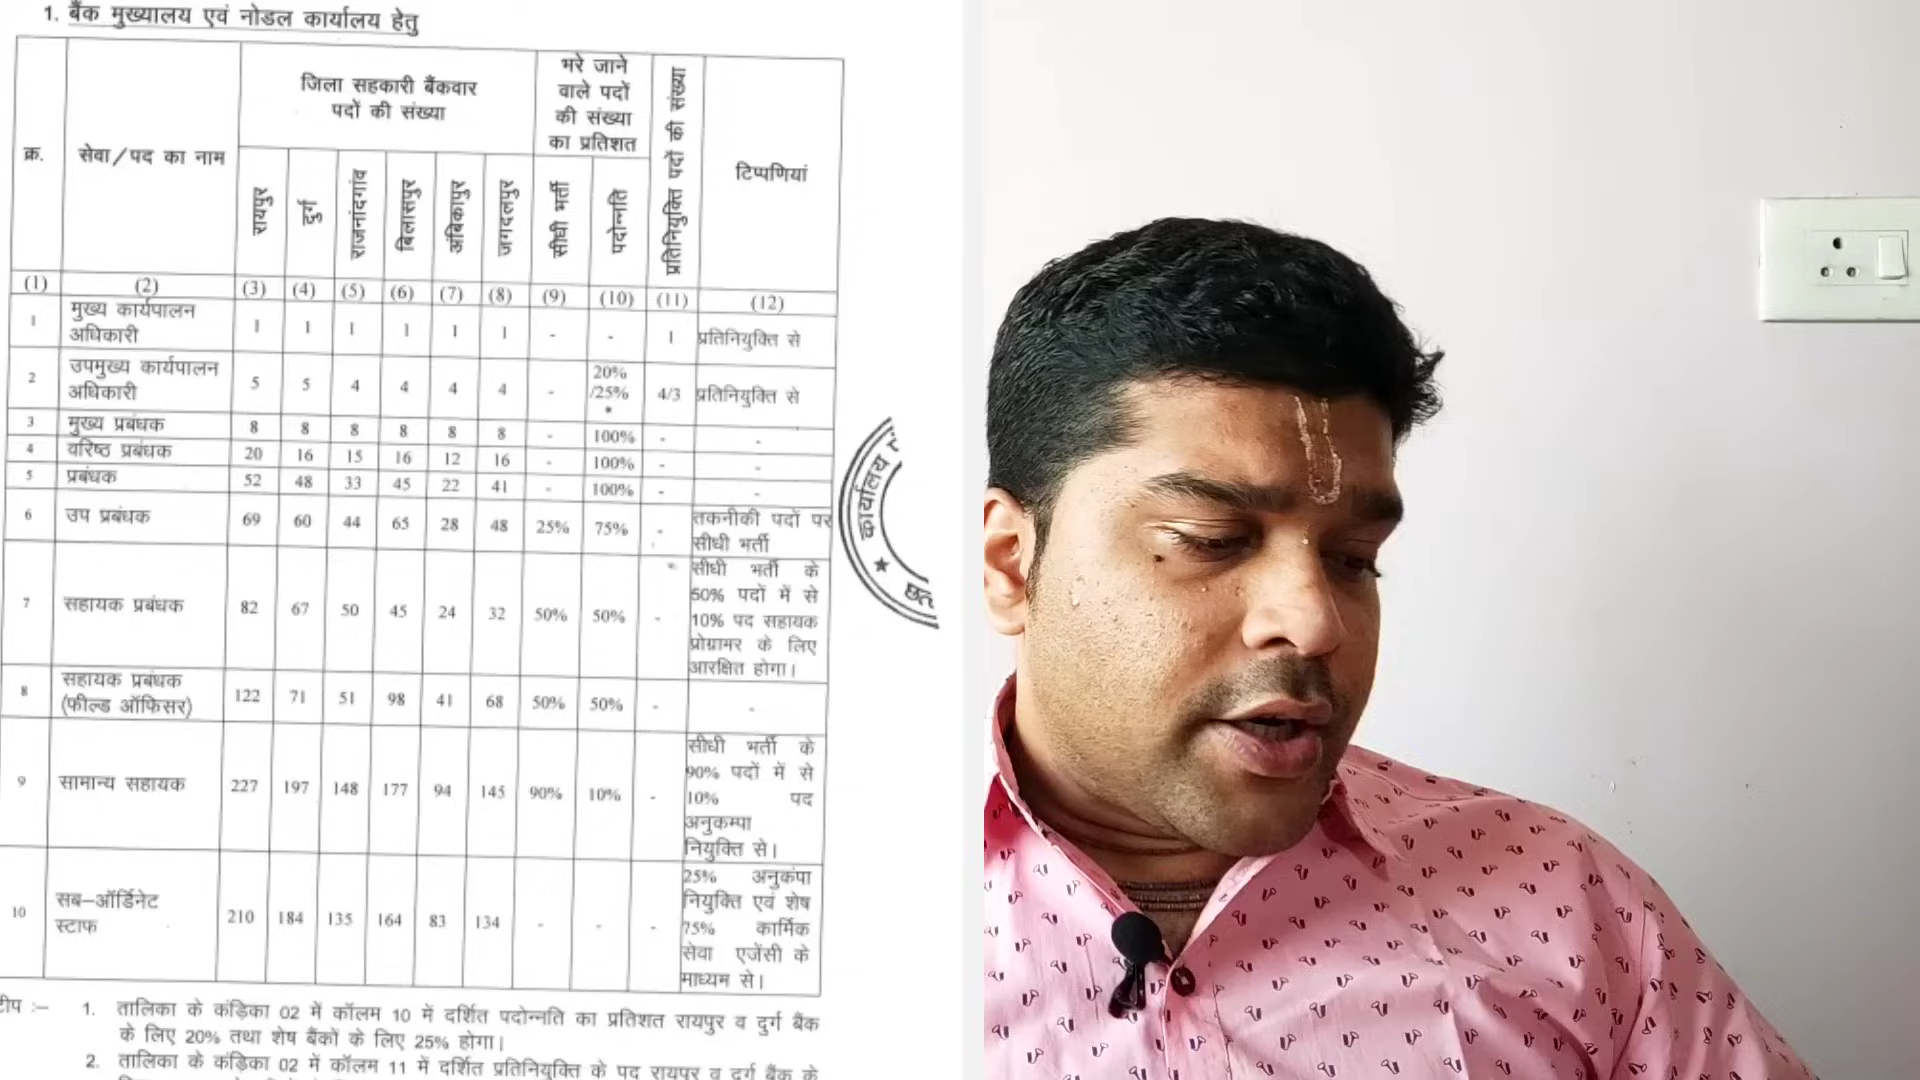 1. बैंक मुख्यालय एवं नोडल कार्यालय हेतु
क्र. सेवा/पद का नाम जिला सहकारी बैंकवार पदों की संख्या भरे जाने वाले पदों की संख्या का प्रतिशत प्रतिनियुक्ति पदों की संख्या टिप्पणियां
रायपुर दुर्ग राजनांदगांव बिलासपुर अंबिकापुर जगदलपुर सीधी भर्ती पदोन्नति
(1) (2) (3) (4) (5) (6) (7) (8) (9) (10) (11) (12)
1 मुख्य कार्यपालन अधिकारी 1 1 1 1 1 1 - - 1 प्रतिनियुक्ति से
2 उपमुख्य कार्यपालन अधिकारी 5 5 4 4 4 4 - 20% /25% * 4/3 प्रतिनियुक्ति से
3 मुख्य प्रबंधक 8 8 8 8 8 8 - 100% - -
4 वरिष्ठ प्रबंधक 20 16 15 16 12 16 - 100% - -
5 प्रबंधक 52 48 33 45 22 41 - 100% - -
6 उप प्रबंधक 69 60 44 65 28 48 25% 75% - तकनीकी पदों पर सीधी भर्ती
7 सहायक प्रबंधक 82 67 50 45 24 32 50% 50% - सीधी भर्ती के 50% पदों में से 10% पद सहायक प्रोग्रामर के लिए आरक्षित होगा।
8 सहायक प्रबंधक (फील्ड ऑफिसर) 122 71 51 98 41 68 50% 50% - -
9 सामान्य सहायक 227 197 148 177 94 145 90% 10% - सीधी भर्ती के 90% पदों में से 10% पद अनुकम्पा नियुक्ति से।
10 सब-ऑर्डिनेट स्टाफ 210 184 135 164 83 134 - - - 25% अनुकंपा नियुक्ति एवं शेष 75% कार्मिक सेवा एजेंसी के माध्यम से।
टीप :- 1. तालिका के कंड़िका 02 में कॉलम 10 में दर्शित पदोन्नति का प्रतिशत रायपुर व दुर्ग बैंक
के लिए 20% तथा शेष बैंकों के लिए 25% होगा।
2. तालिका के कंड़िका 02 में कॉलम 11 में दर्शित प्रतिनियुक्ति के पद रायपुर व दुर्ग बैंक के
कार्यालय